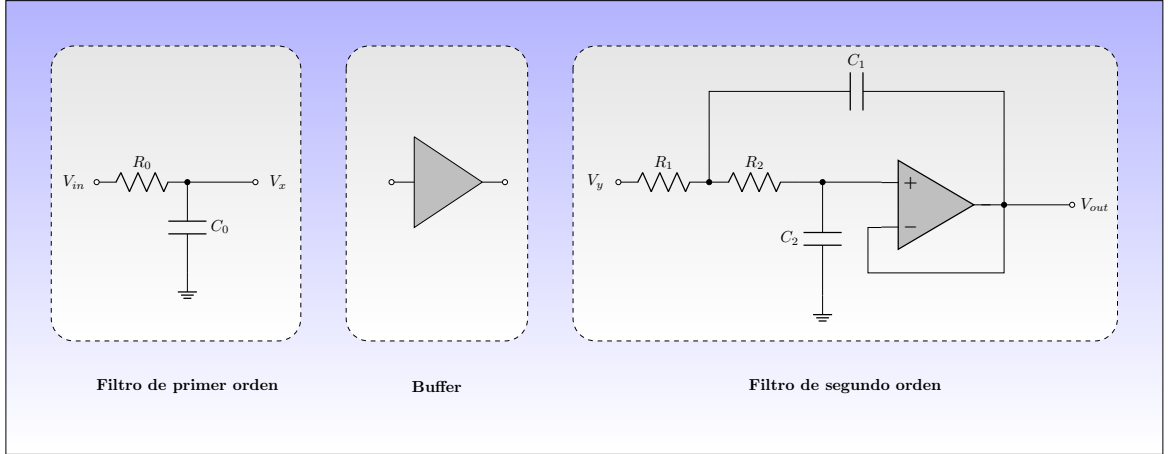 C1
R0
R1
R2
Vin
Vx
Vy
+
C0
C2
−
Vout
Filtro de primer orden
Buffer
Filtro de segundo orden